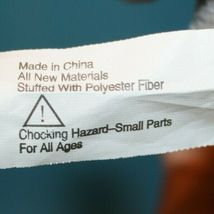 Made in China
All New Materials
Stuffed With Polyester Fiber
!
Chocking Hazard-Small Parts
For All Ages